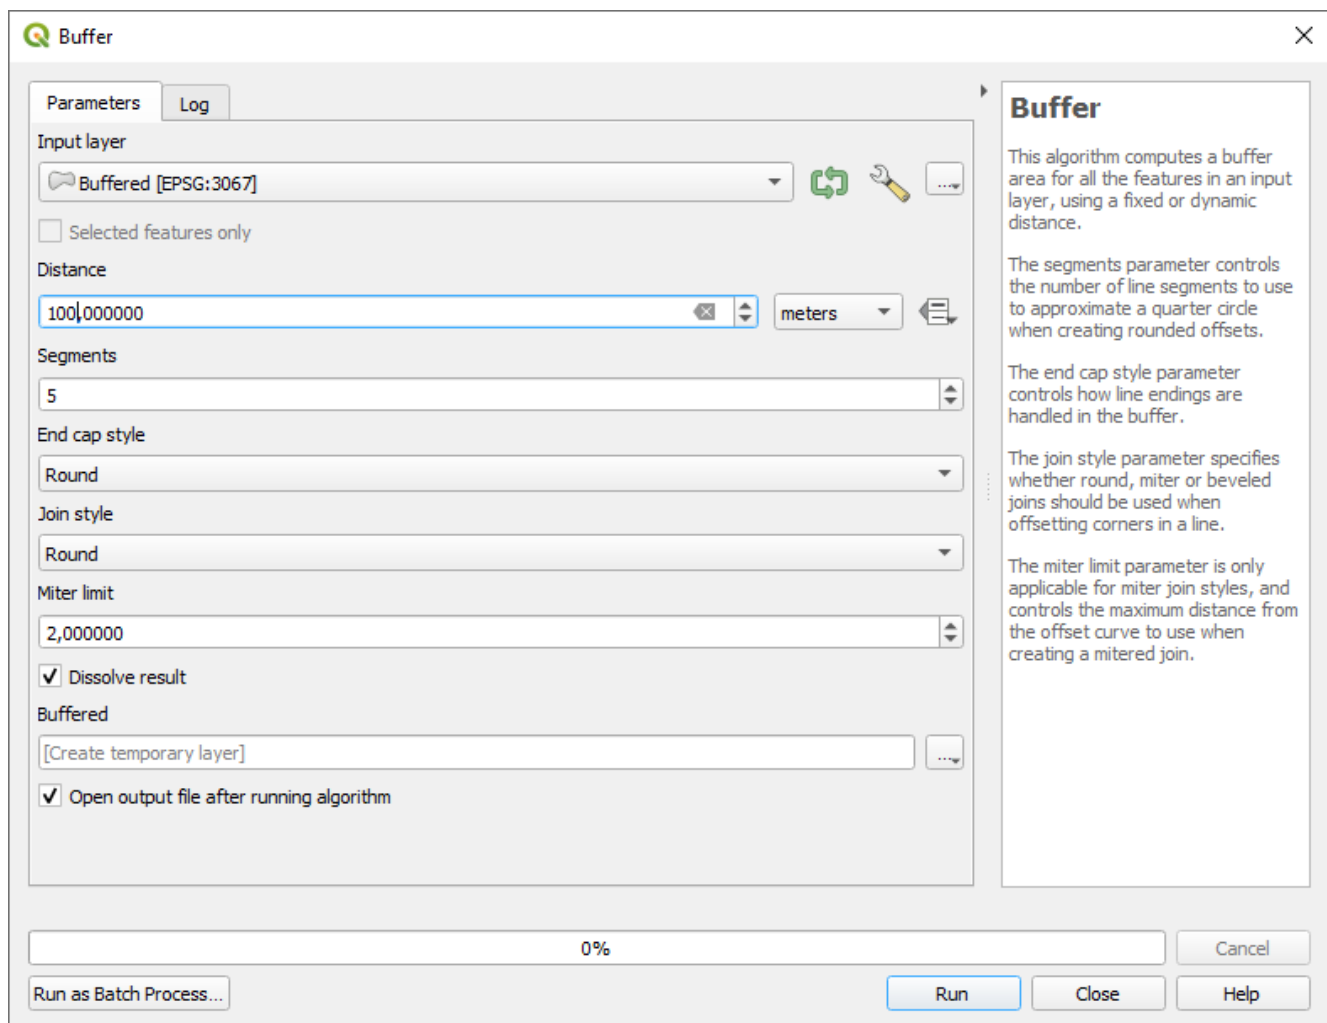 Buffer
Parameters
Log
Input layer
Buffered [EPSG:3067]
...
Selected features only
Distance
100,000000
meters
Segments
5
End cap style
Round
Join style
Round
Miter limit
2,000000
Dissolve result
Buffered
[Create temporary layer]
...
Open output file after running algorithm
Buffer
This algorithm computes a buffer
area for all the features in an input
layer, using a fixed or dynamic
distance.
The segments parameter controls
the number of line segments to use
to approximate a quarter circle
when creating rounded offsets.
The end cap style parameter
controls how line endings are
handled in the buffer.
The join style parameter specifies
whether round, miter or beveled
joins should be used when
offsetting corners in a line.
The miter limit parameter is only
applicable for miter join styles, and
controls the maximum distance from
the offset curve to use when
creating a mitered join.
0%
Cancel
Run as Batch Process...
Run
Close
Help